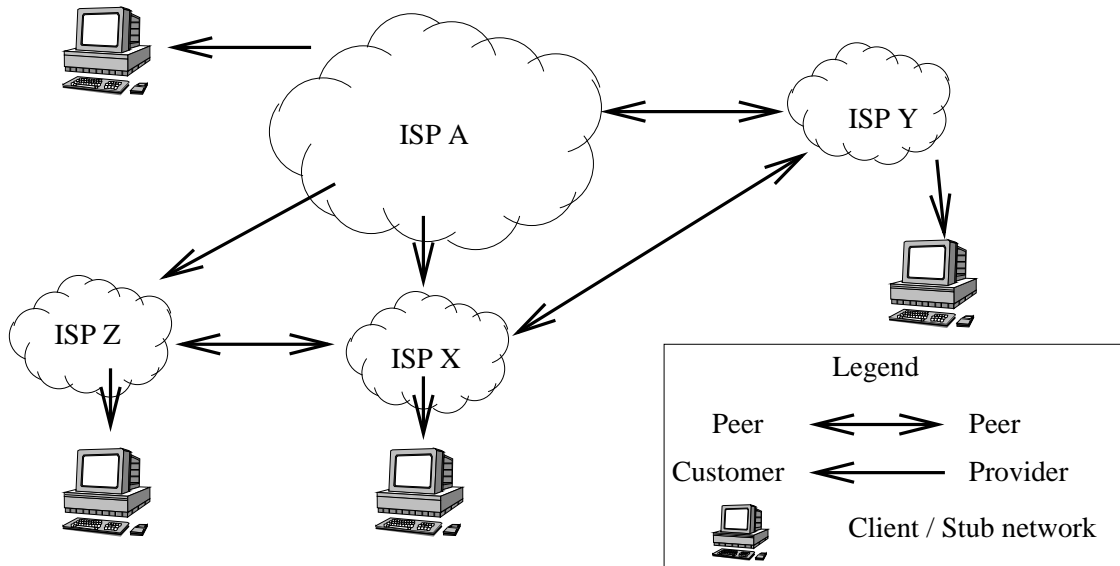 ISP A
ISP Y
ISP Z
ISP X
Legend
Peer Peer
Customer Provider
Client / Stub network